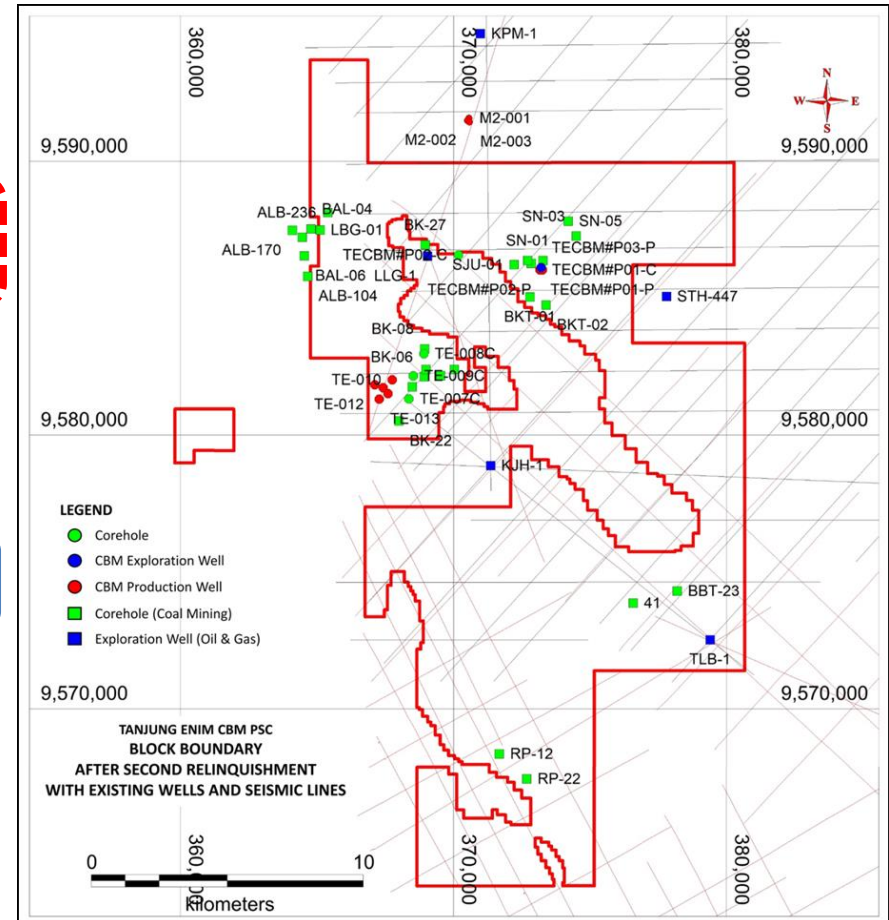 360,000
370,000
380,000
KPM-1
M2-001
M2-002
M2-003
9,590,000
9,590,000
N
W
E
S
ALB-236
BAL-04
LBG-01
BK-27
SN-03
SN-05
ALB-170
TECBM#P03-P
SN-01
SJU-01
TECBM#P01-C
BAL-06
LLG-1
TECBM#P02-P
TECBM#P01-P
STH-447
ALB-104
BKT-01
BKT-02
BK-08
BK-06
TE-008C
TE-010
TE-009C
TE-012
TE-007C
TE-013
BK-22
9,580,000
9,580,000
KJH-1
LEGEND
Corehole
CBM Exploration Well
CBM Production Well
Corehole (Coal Mining)
Exploration Well (Oil & Gas)
BBT-23
41
TLB-1
9,570,000
9,570,000
TANJUNG ENIM CBM PSC
BLOCK BOUNDARY
AFTER SECOND RELINQUISHMENT
WITH EXISTING WELLS AND SEISMIC LINES
RP-12
RP-22
0
10
kilometers
360,000
370,000
380,000